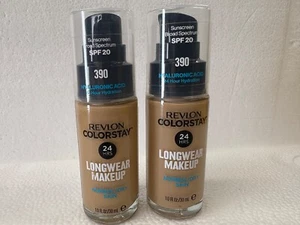 Sunscreen
Broad Spectrum
SPF 20
390
HYALURONIC ACID
REVLON
COLORSTAY
24
HRS
LONGWEAR
MAKEUP
Sunscreen
Broad Spectrum
SPF 20
390
HYALURONIC ACID
REVLON
COLORSTAY
24
HRS
LONGWEAR
MAKEUP